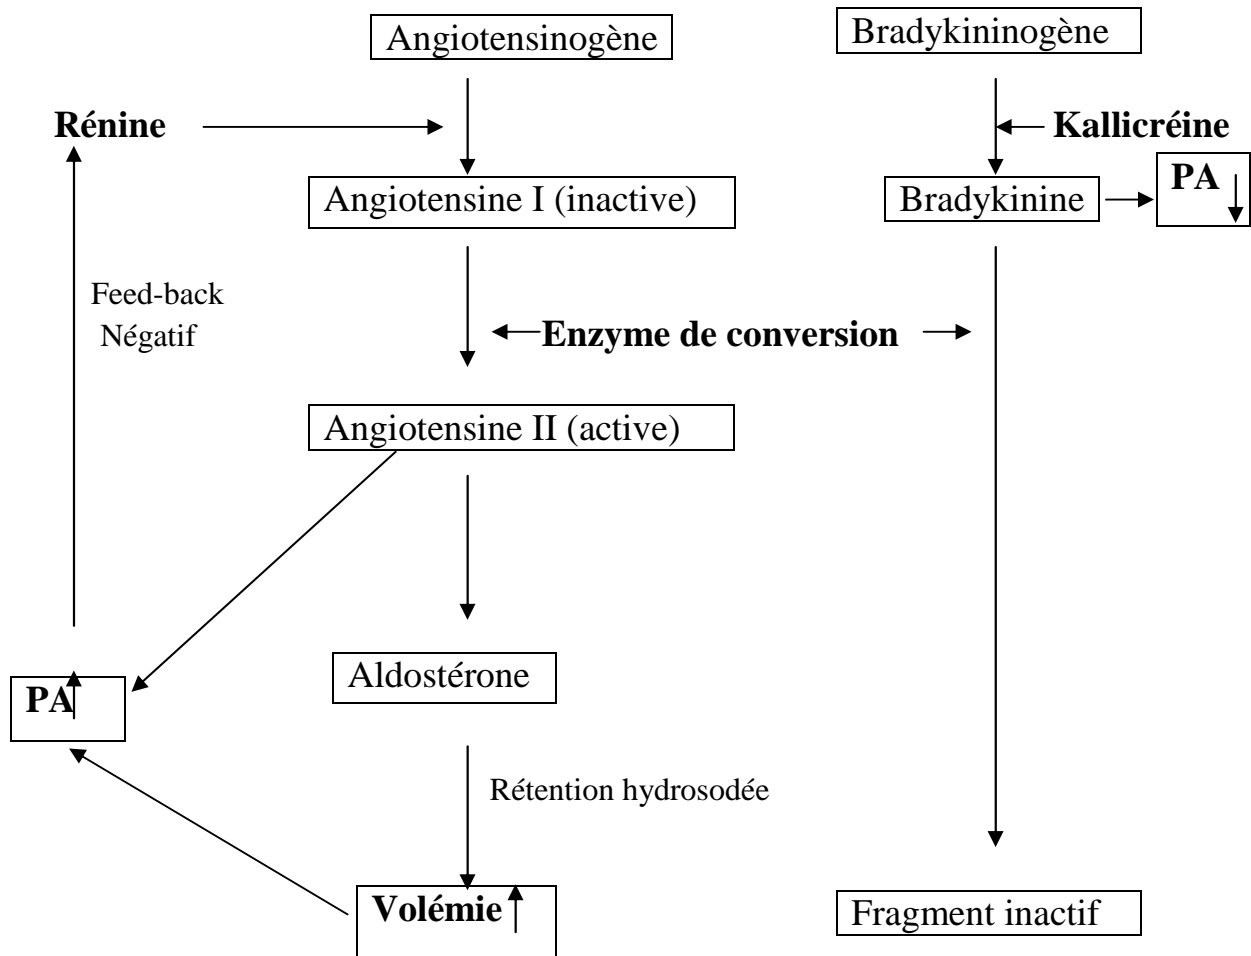 Angiotensinogène
Bradykininogène
Rénine
Kallicréine
Angiotensine I (inactive)
Bradykinine
PA
Feed-back
Négatif
Enzyme de conversion
Angiotensine II (active)
Aldostérone
PA
Rétention hydrosodée
Volémie
Fragment inactif